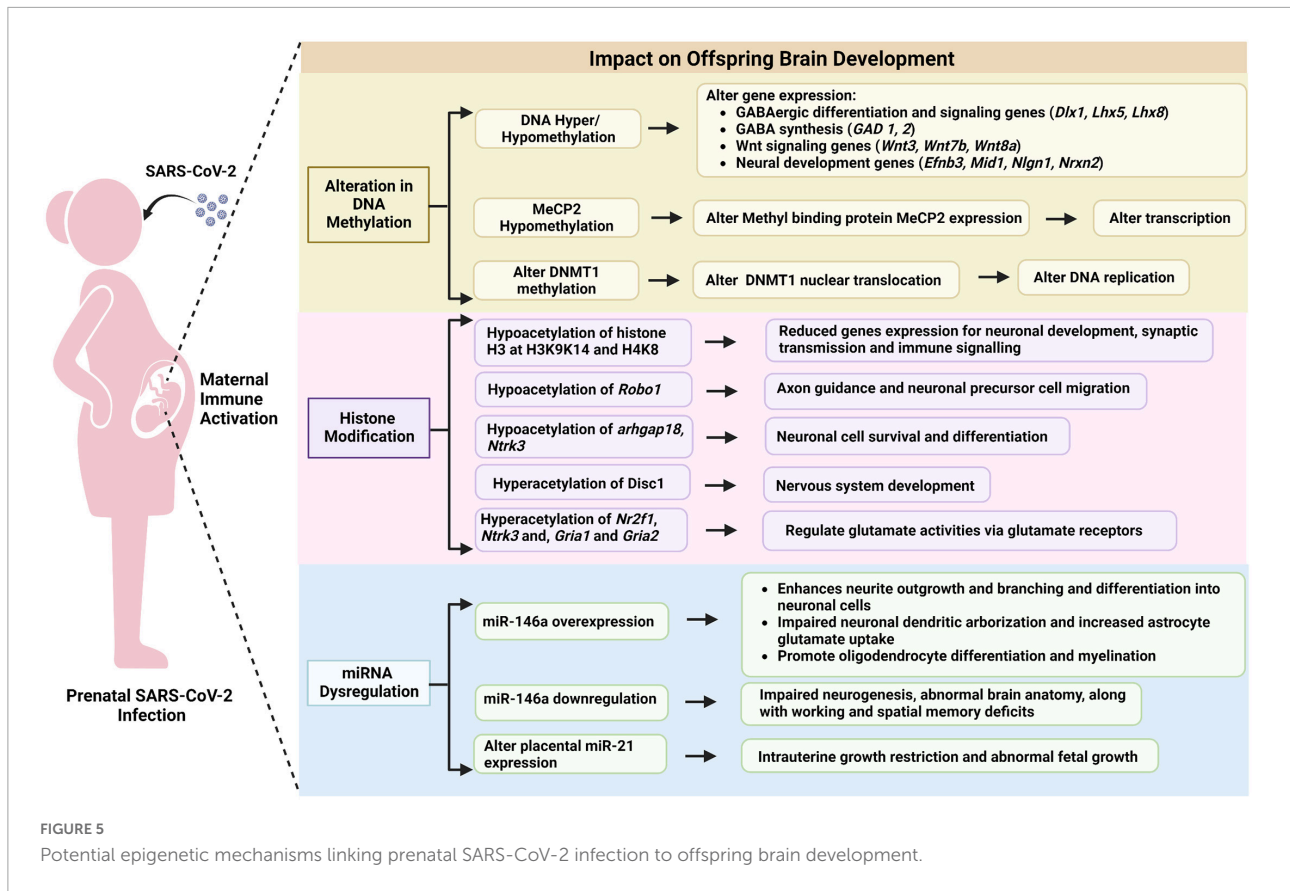 Impact on Offspring Brain Development
SARS-CoV-2
Maternal
Immune
Activation
Prenatal SARS-CoV-2
Infection
Alteration in
DNA
Methylation
DNA Hyper/
Hypomethylation
Alter gene expression:
• GABAergic differentiation and signaling genes (Dlx1, Lhx5, Lhx8)
• GABA synthesis (GAD 1, 2)
• Wnt signaling genes (Wnt3, Wnt7b, Wnt8a)
• Neural development genes (Efnb3, Mid1, Nlgn1, Nrxn2)
MeCP2
Hypomethylation
Alter Methyl binding protein MeCP2 expression
Alter transcription
Alter DNMT1
methylation
Alter DNMT1 nuclear translocation
Alter DNA replication
Histone
Modification
Hypoacetylation of histone
H3 at H3K9K14 and H4K8
Reduced genes expression for neuronal development, synaptic
transmission and immune signalling
Hypoacetylation of Robo1
Axon guidance and neuronal precursor cell migration
Hypoacetylation of arhgap18,
Ntrk3
Neuronal cell survival and differentiation
Hyperacetylation of Disc1
Nervous system development
Hyperacetylation of Nr2f1,
Ntrk3 and, Gria1 and Gria2
Regulate glutamate activities via glutamate receptors
miRNA
Dysregulation
miR-146a overexpression
• Enhances neurite outgrowth and branching and differentiation into
neuronal cells
• Impaired neuronal dendritic arborization and increased astrocyte
glutamate uptake
• Promote oligodendrocyte differentiation and myelination
miR-146a downregulation
Impaired neurogenesis, abnormal brain anatomy, along
with working and spatial memory deficits
Alter placental miR-21
expression
Intrauterine growth restriction and abnormal fetal growth
FIGURE 5
Potential epigenetic mechanisms linking prenatal SARS-CoV-2 infection to offspring brain development.